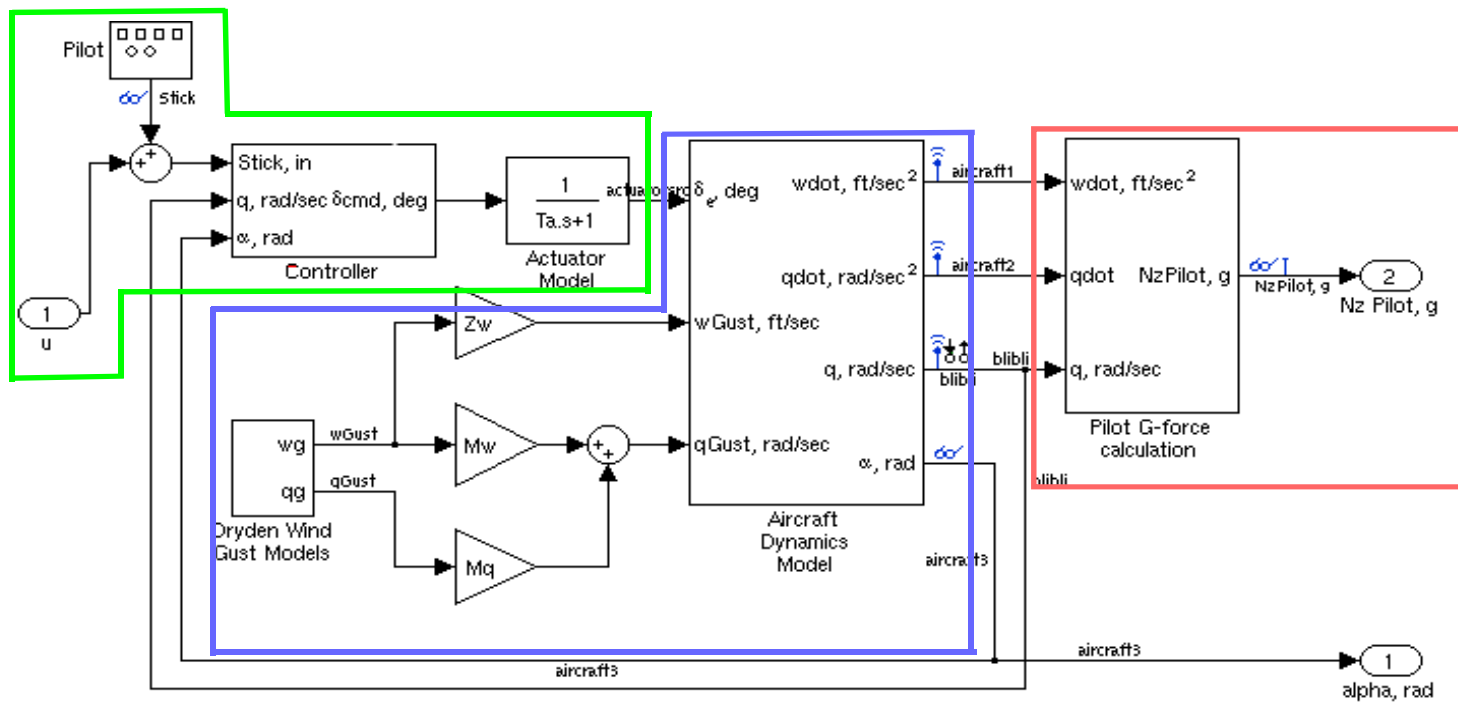 Pilot
Stick
Stick, in
q, rad/sec δcmd, deg
α, rad
Controller
1
u
1
Ta.s+1
Actuator
Model
δe, deg
wGust, ft/sec
qGust, rad/sec
wdot, ft/sec²
qdot, rad/sec²
q, rad/sec
α, rad
Aircraft
Dynamics
Model
Zw
Mw
Mq
wg
qg
wGust
qGust
Dryden Wind
Gust Models
aircraft1
aircraft2
blibli
blibli
aircraft3
wdot, ft/sec²
qdot
q, rad/sec
NzPilot, g
Pilot G-force
calculation
blibli
NzPilot, g
2
Nz Pilot, g
aircraft3
aircraft3
1
alpha, rad